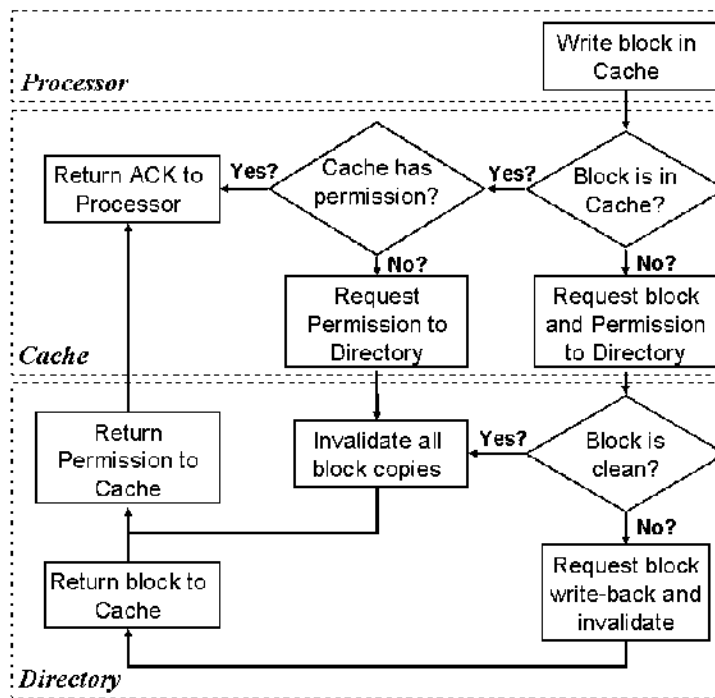 Write block in
Cache
Processor
Return ACK to
Processor
Yes?
Cache has
permission?
Yes?
Block is in
Cache?
No?
No?
Request
Permission to
Directory
Request block
and Permission
to Directory
Cache
Return
Permission to
Cache
Invalidate all
block copies
Yes?
Block is
clean?
No?
Return block to
Cache
Request block
write-back and
invalidate
Directory